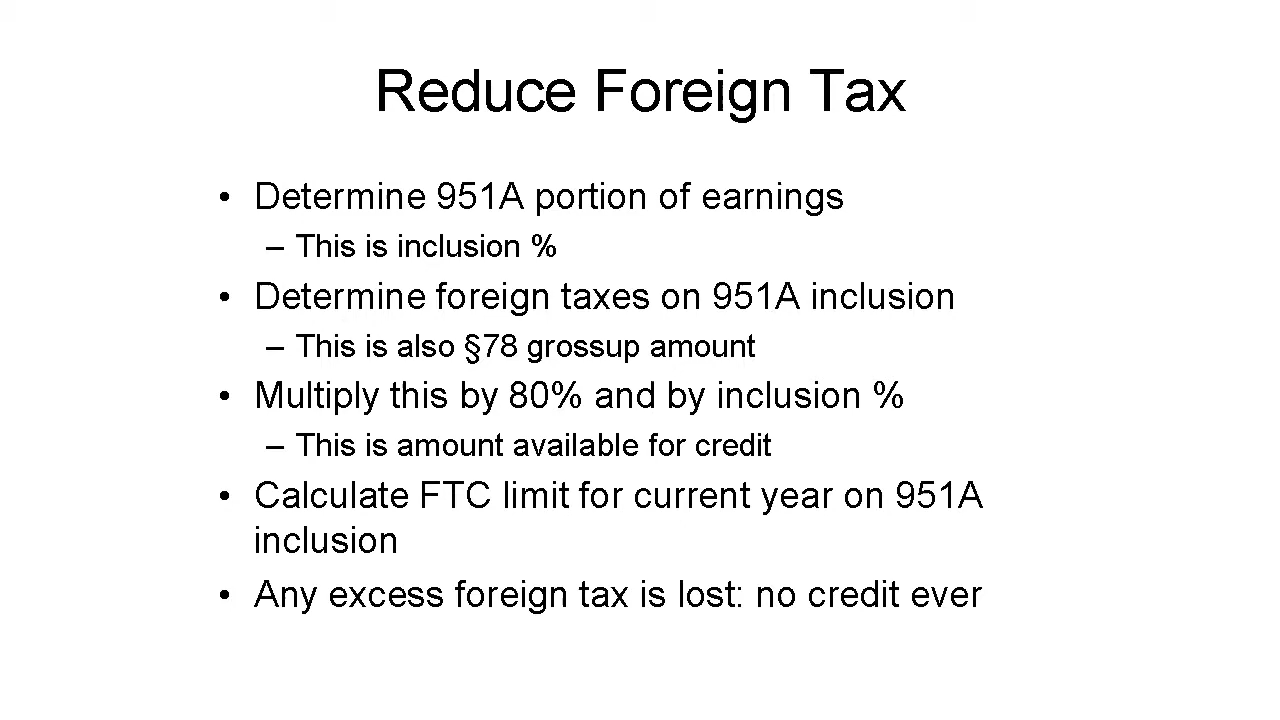 Reduce Foreign Tax
• Determine 951A portion of earnings
– This is inclusion %
• Determine foreign taxes on 951A inclusion
– This is also §78 grossup amount
• Multiply this by 80% and by inclusion %
– This is amount available for credit
• Calculate FTC limit for current year on 951A
inclusion
• Any excess foreign tax is lost: no credit ever